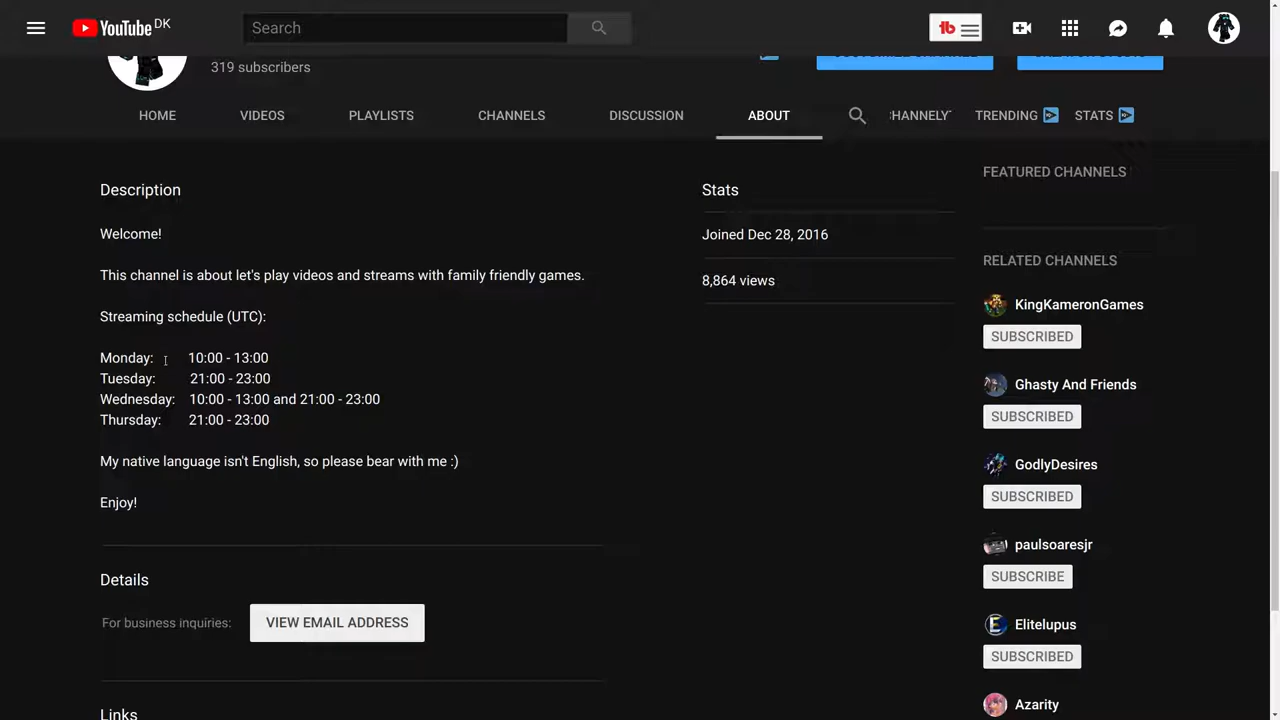 YouTube DK
Search
319 subscribers
HOME VIDEOS PLAYLISTS CHANNELS DISCUSSION ABOUT TRENDING STATS
Description
Welcome!
This channel is about let's play videos and streams with family friendly games.
Streaming schedule (UTC):
Monday: 10:00 - 13:00
Tuesday: 21:00 - 23:00
Wednesday: 10:00 - 13:00 and 21:00 - 23:00
Thursday: 21:00 - 23:00
My native language isn't English, so please bear with me :)
Enjoy!
Details
For business inquiries: VIEW EMAIL ADDRESS
Links
Stats
Joined Dec 28, 2016
8,864 views
FEATURED CHANNELS
RELATED CHANNELS
KingKameronGames
SUBSCRIBED
Ghasty And Friends
SUBSCRIBED
GodlyDesires
SUBSCRIBED
paulsoaresjr
SUBSCRIBE
Elitelupus
SUBSCRIBED
Azarity